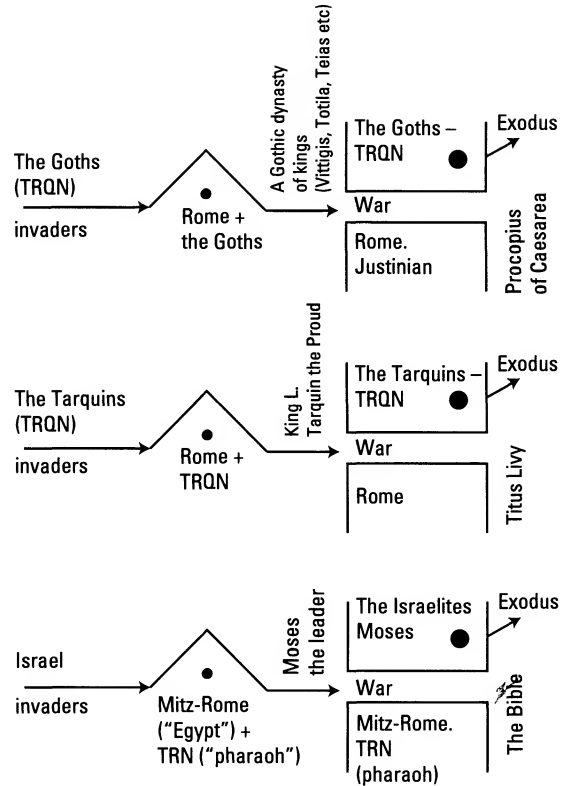 The Goths
(TRQN)
invaders
Rome +
the Goths
A Gothic dynasty
of kings
(Vittigis, Totila, Teias etc)
The Goths –
TRQN
Exodus
War
Rome.
Justinian
Procopius
of Caesarea
The Tarquins
(TRQN)
invaders
Rome +
TRQN
King L.
Tarquin the Proud
The Tarquins –
TRQN
Exodus
War
Rome
Titus Livy
Israel
invaders
Mitz-Rome
("Egypt") +
TRN ("pharaoh")
Moses
the leader
The Israelites
Moses
Exodus
War
Mitz-Rome.
TRN
(pharaoh)
The Bible